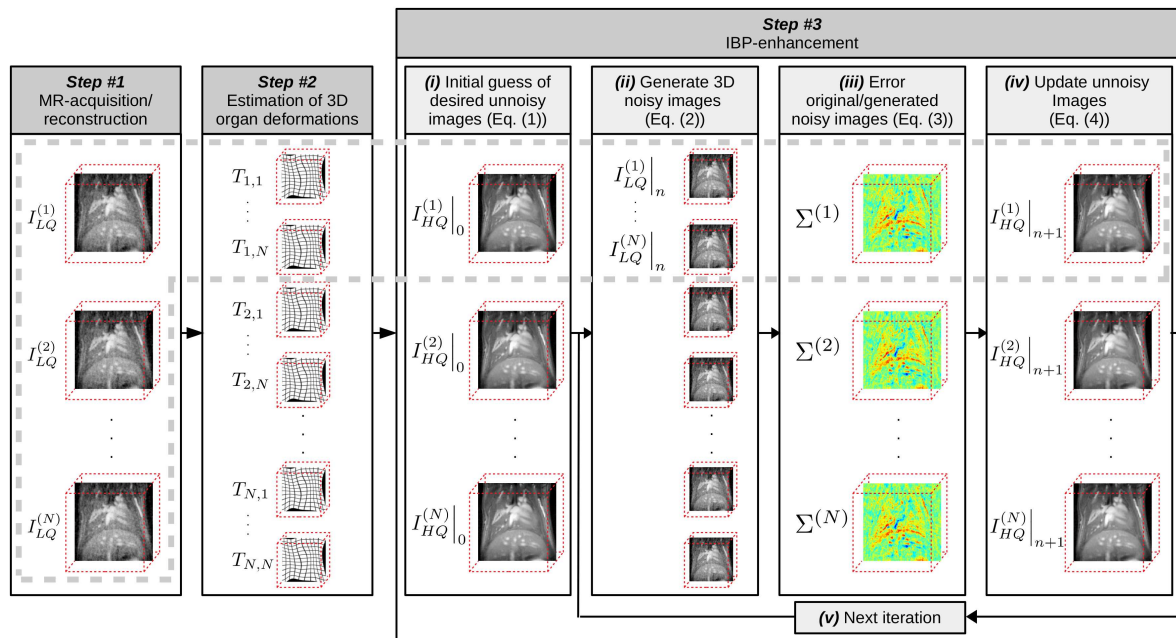 Step #3
IBP-enhancement
Step #1
MR-acquisition/
reconstruction
Step #2
Estimation of 3D
organ deformations
(i) Initial guess of
desired unnoisy
images (Eq. (1))
(ii) Generate 3D
noisy images
(Eq. (2))
(iii) Error
original/generated
noisy images (Eq. (3))
(iv) Update unnoisy
Images
(Eq. (4))
I_{LQ}^{(1)}
I_{LQ}^{(2)}
. . .
I_{LQ}^{(N)}
T_{1,1}
. . . .
T_{1,N}
T_{2,1}
. . . .
T_{2,N}
. . .
T_{N,1}
. . . .
T_{N,N}
I_{HQ}^{(1)}|_0
I_{HQ}^{(2)}|_0
. . .
I_{HQ}^{(N)}|_0
I_{LQ}^{(1)}|_n
. . . .
I_{LQ}^{(N)}|_n
. . .
Σ^{(1)}
Σ^{(2)}
. . .
Σ^{(N)}
I_{HQ}^{(1)}|_{n+1}
I_{HQ}^{(2)}|_{n+1}
. . .
I_{HQ}^{(N)}|_{n+1}
(v) Next iteration